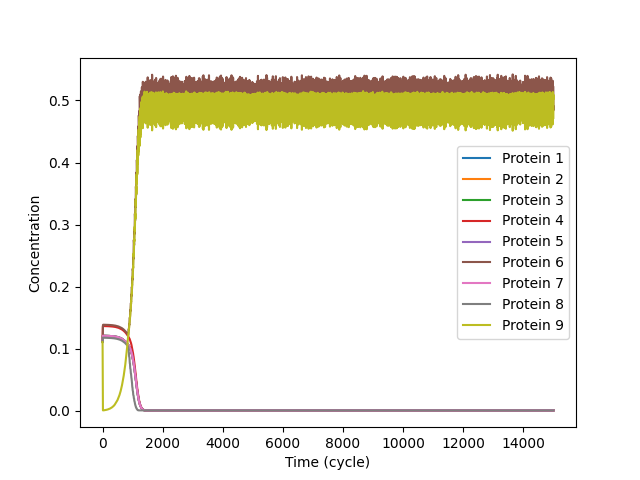 0.5
0.4
0.3
0.2
0.1
0.0
Concentration
Protein 1
Protein 2
Protein 3
Protein 4
Protein 5
Protein 6
Protein 7
Protein 8
Protein 9
0 2000 4000 6000 8000 10000 12000 14000
Time (cycle)